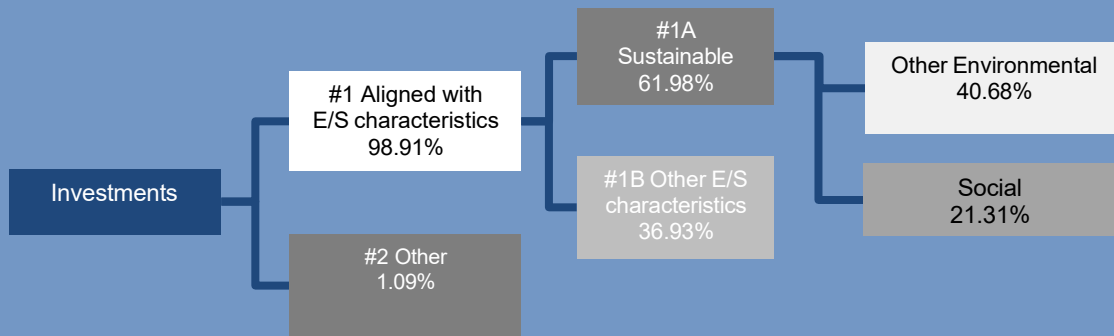 Investments
#1 Aligned with
E/S characteristics
98.91%
#2 Other
1.09%
#1A
Sustainable
61.98%
#1B Other E/S
characteristics
36.93%
Other Environmental
40.68%
Social
21.31%